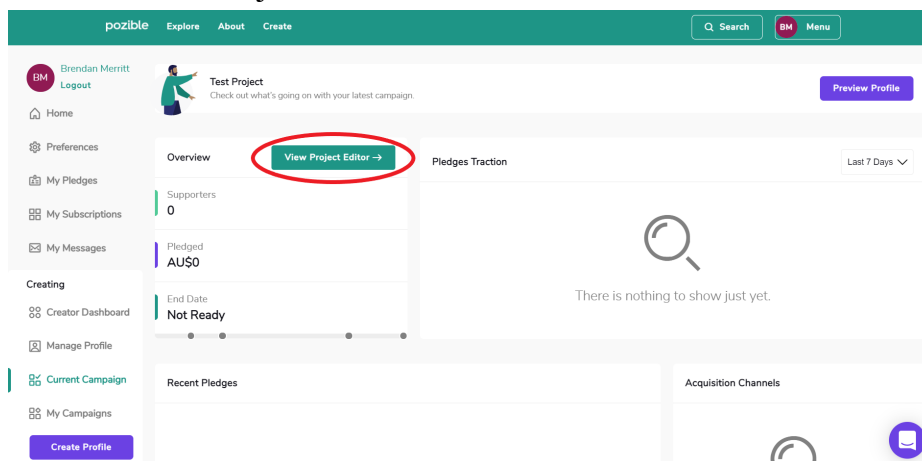 pozible Explore About Create Search BM Menu
BM Brendan Merritt
Logout
Home
Preferences
My Pledges
My Subscriptions
My Messages
Creating
Creator Dashboard
Manage Profile
Current Campaign
My Campaigns
Create Profile
Test Project
Check out what's going on with your latest campaign.
Preview Profile
Overview
View Project Editor →
Supporters
0
Pledged
AU$0
End Date
Not Ready
Pledges Traction
Last 7 Days
There is nothing to show just yet.
Recent Pledges
Acquisition Channels